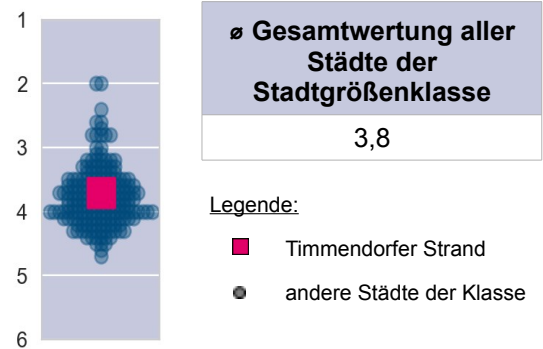 1
2
3
4
5
6
ø Gesamtwertung aller
Städte der
Stadtgrößenklasse
3,8
Legende:
Timmendorfer Strand
andere Städte der Klasse